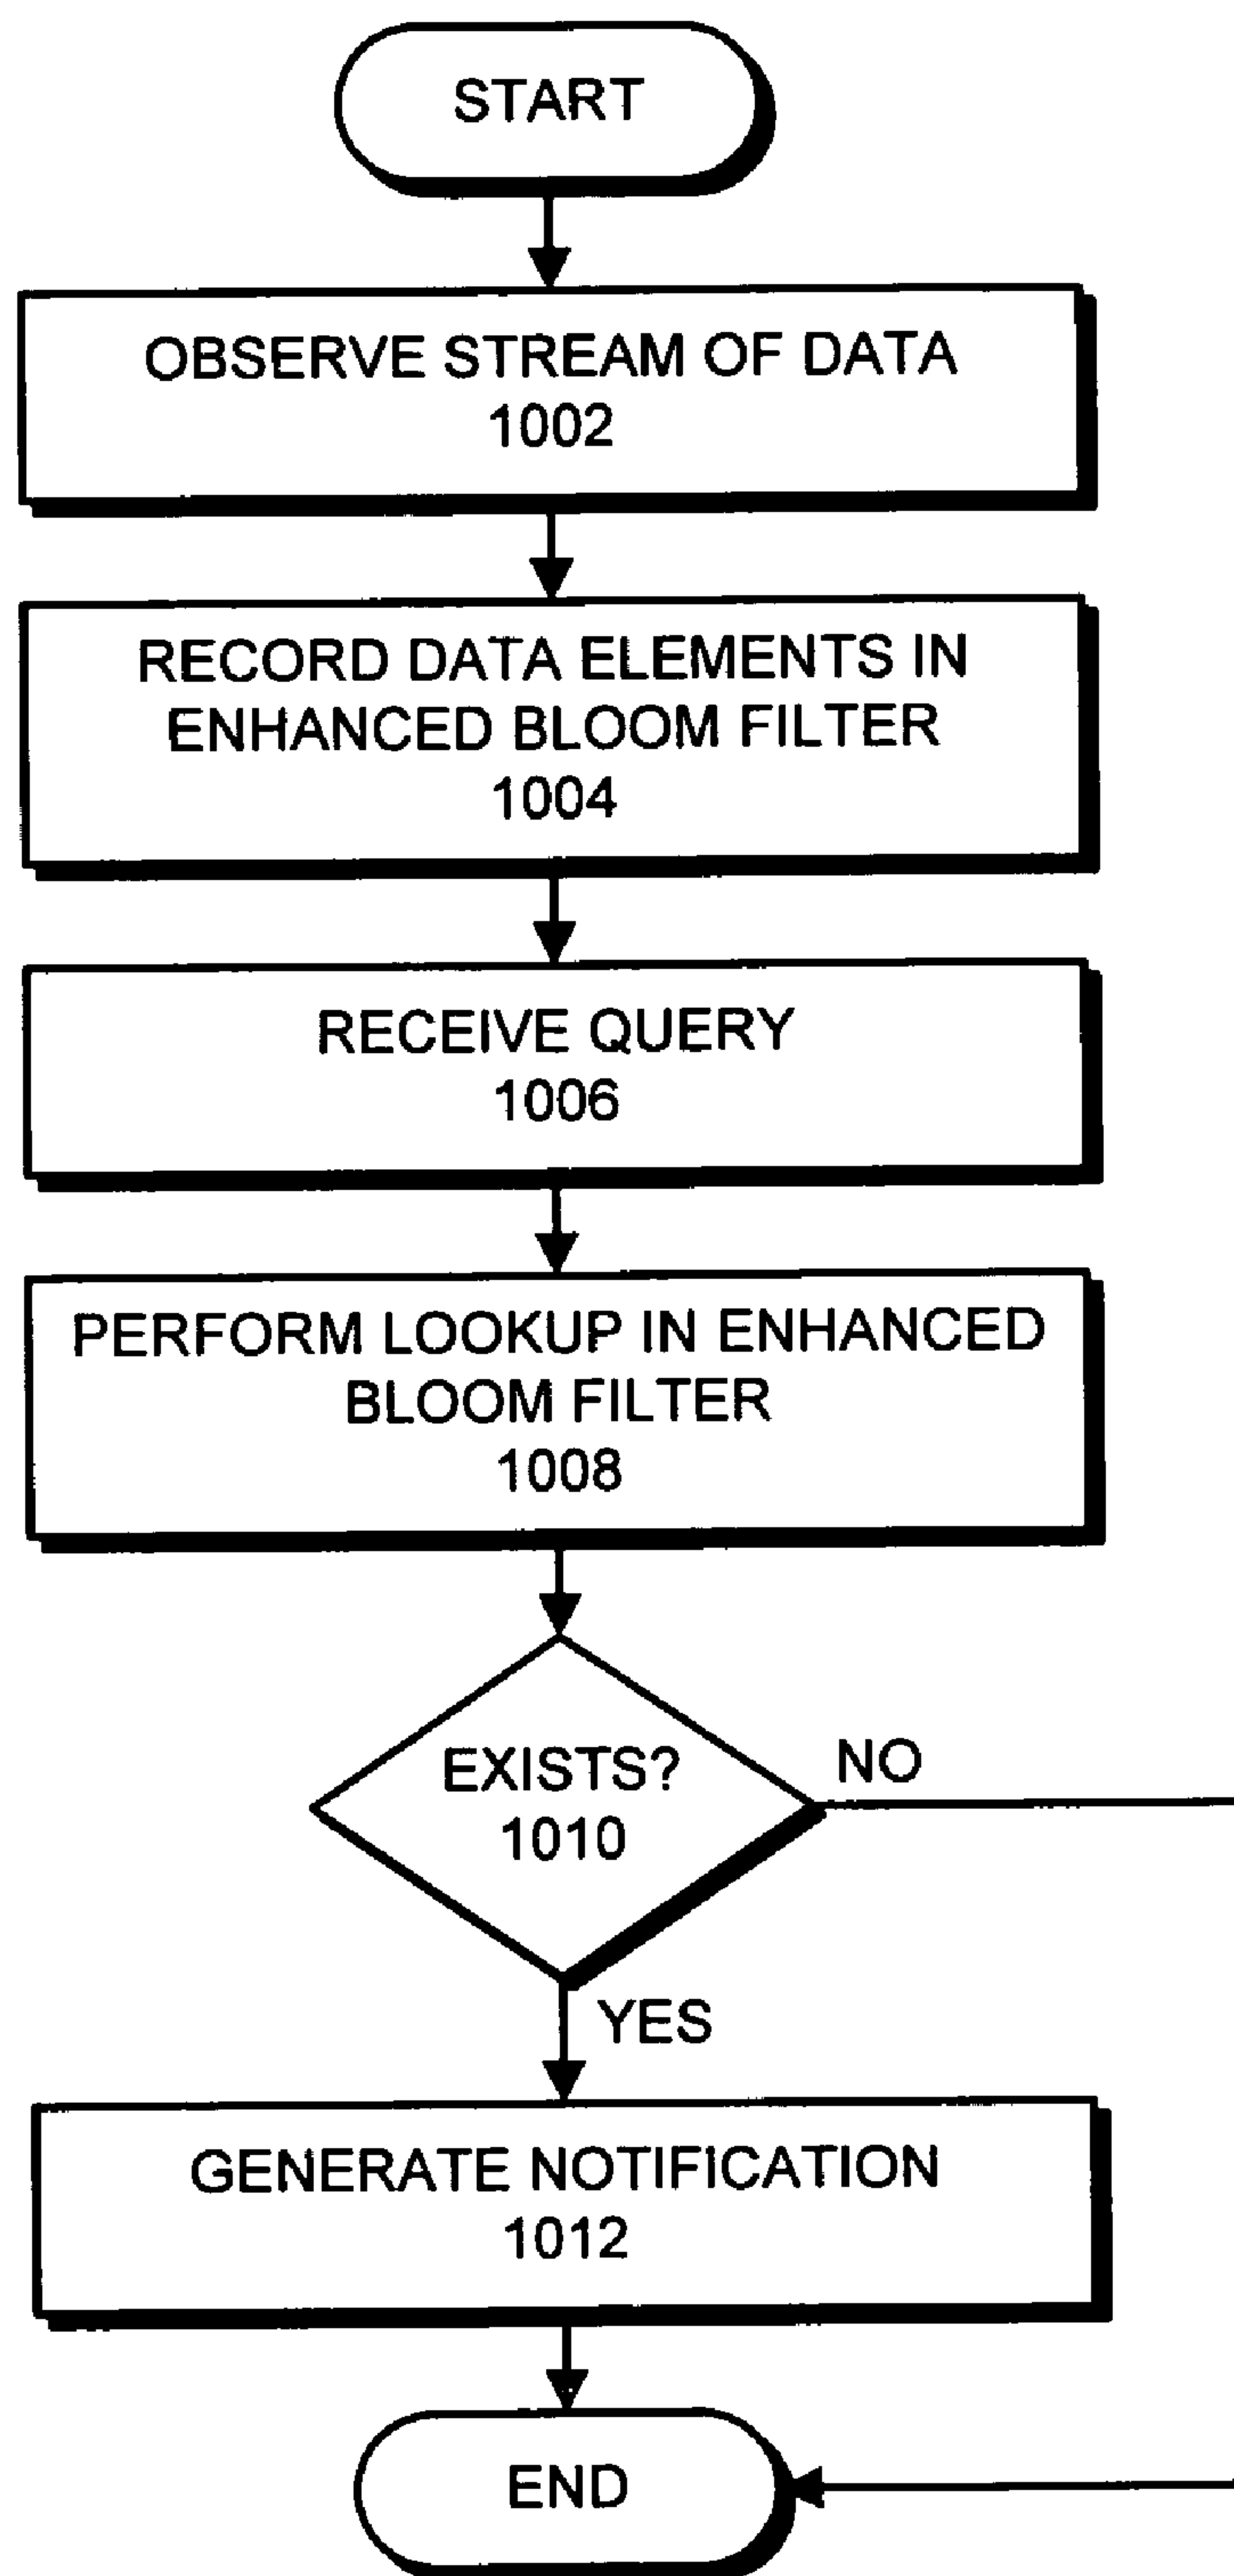 START
OBSERVE STREAM OF DATA
1002
RECORD DATA ELEMENTS IN
ENHANCED BLOOM FILTER
1004
RECEIVE QUERY
1006
PERFORM LOOKUP IN ENHANCED
BLOOM FILTER
1008
EXISTS?
1010
NO
YES
GENERATE NOTIFICATION
1012
END